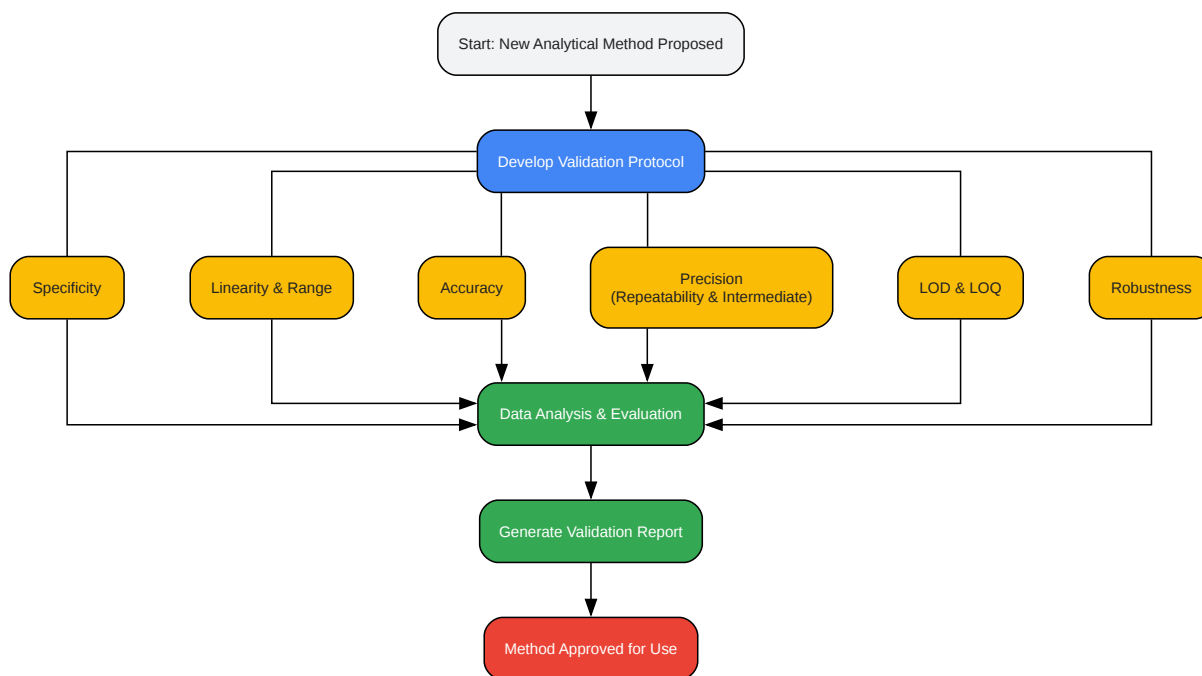 Start: New Analytical Method Proposed
Develop Validation Protocol
Specificity
Linearity & Range
Accuracy
Precision
(Repeatability & Intermediate)
LOD & LOQ
Robustness
Data Analysis & Evaluation
Generate Validation Report
Method Approved for Use